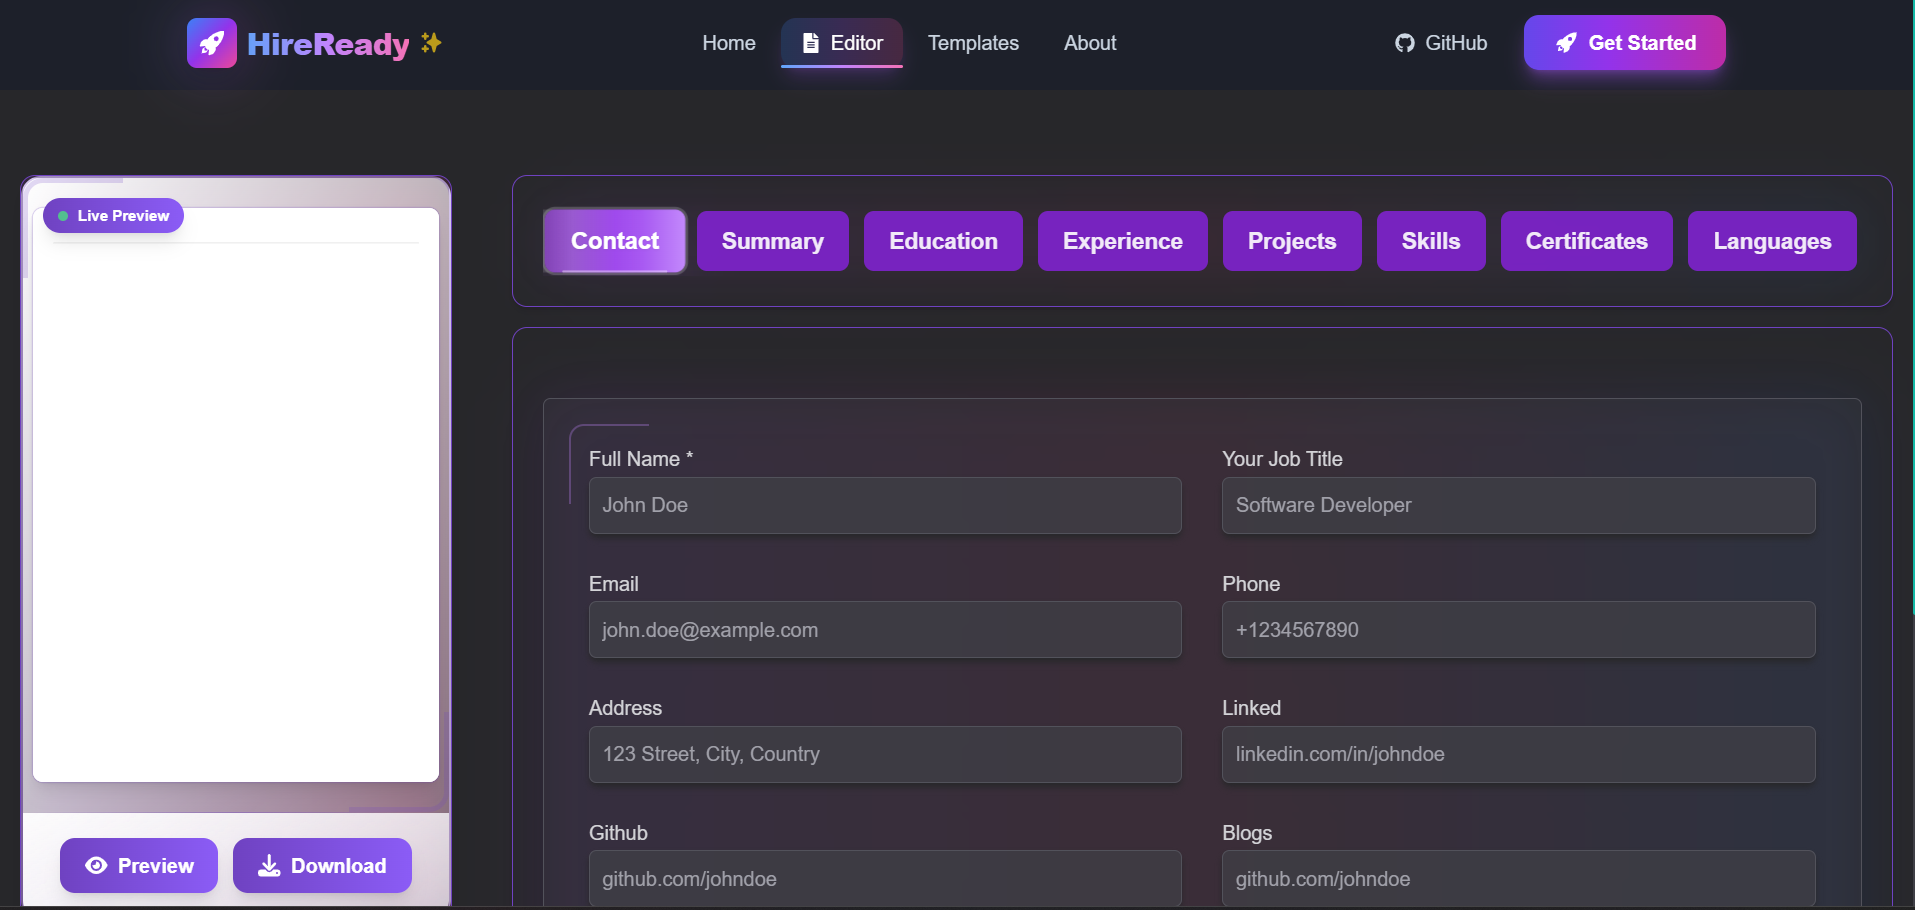 HireReady
Home
Editor
Templates
About
GitHub
Get Started
Live Preview
Preview
Download
Contact
Summary
Education
Experience
Projects
Skills
Certificates
Languages
Full Name *
John Doe
Your Job Title
Software Developer
Email
john.doe@example.com
Phone
+1234567890
Address
123 Street, City, Country
Linked
linkedin.com/in/johndoe
Github
github.com/johndoe
Blogs
github.com/johndoe